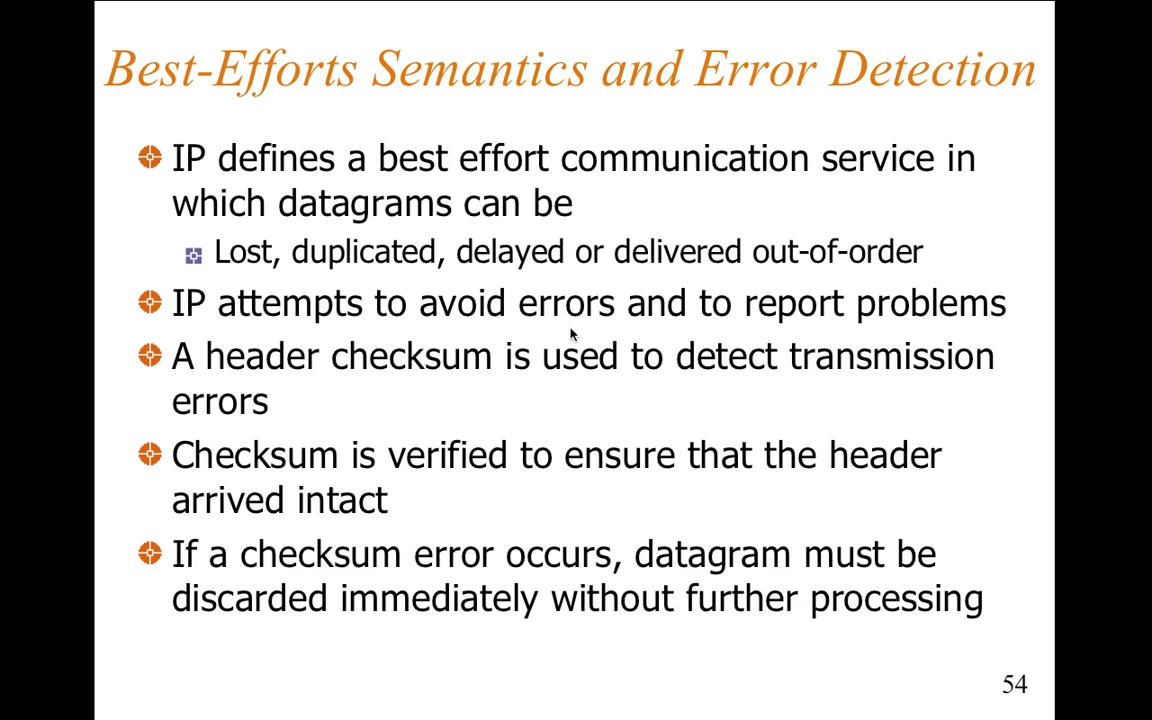 Best-Efforts Semantics and Error Detection
IP defines a best effort communication service in
which datagrams can be
Lost, duplicated, delayed or delivered out-of-order
IP attempts to avoid errors and to report problems
A header checksum is used to detect transmission
errors
Checksum is verified to ensure that the header
arrived intact
If a checksum error occurs, datagram must be
discarded immediately without further processing
54